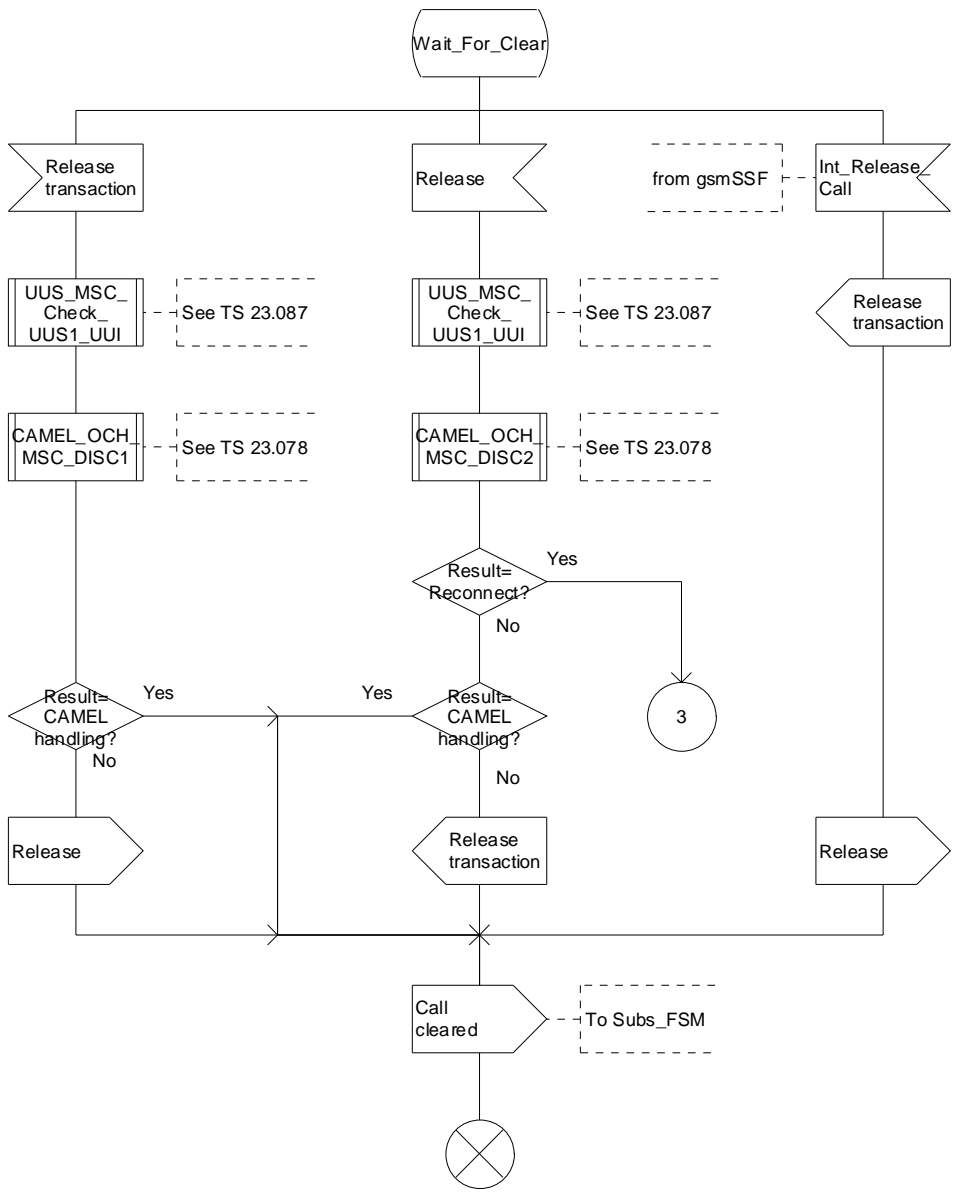 Wait_For_Clear
Release
transaction
Release
from gsmSSF
Int_Release_
Call
UUS_MSC_
Check_
UUS1_UUI
See TS 23.087
UUS_MSC_
Check_
UUS1_UUI
See TS 23.087
Release
transaction
CAMEL_OCH_
MSC_DISC1
See TS 23.078
CAMEL_OCH_
MSC_DISC2
See TS 23.078
Result=
Reconnect?
Yes
No
Result=
CAMEL
handling?
Yes
No
Yes
Result=
CAMEL
handling?
No
3
Release
Release
transaction
Release
Call
cleared
To Subs_FSM